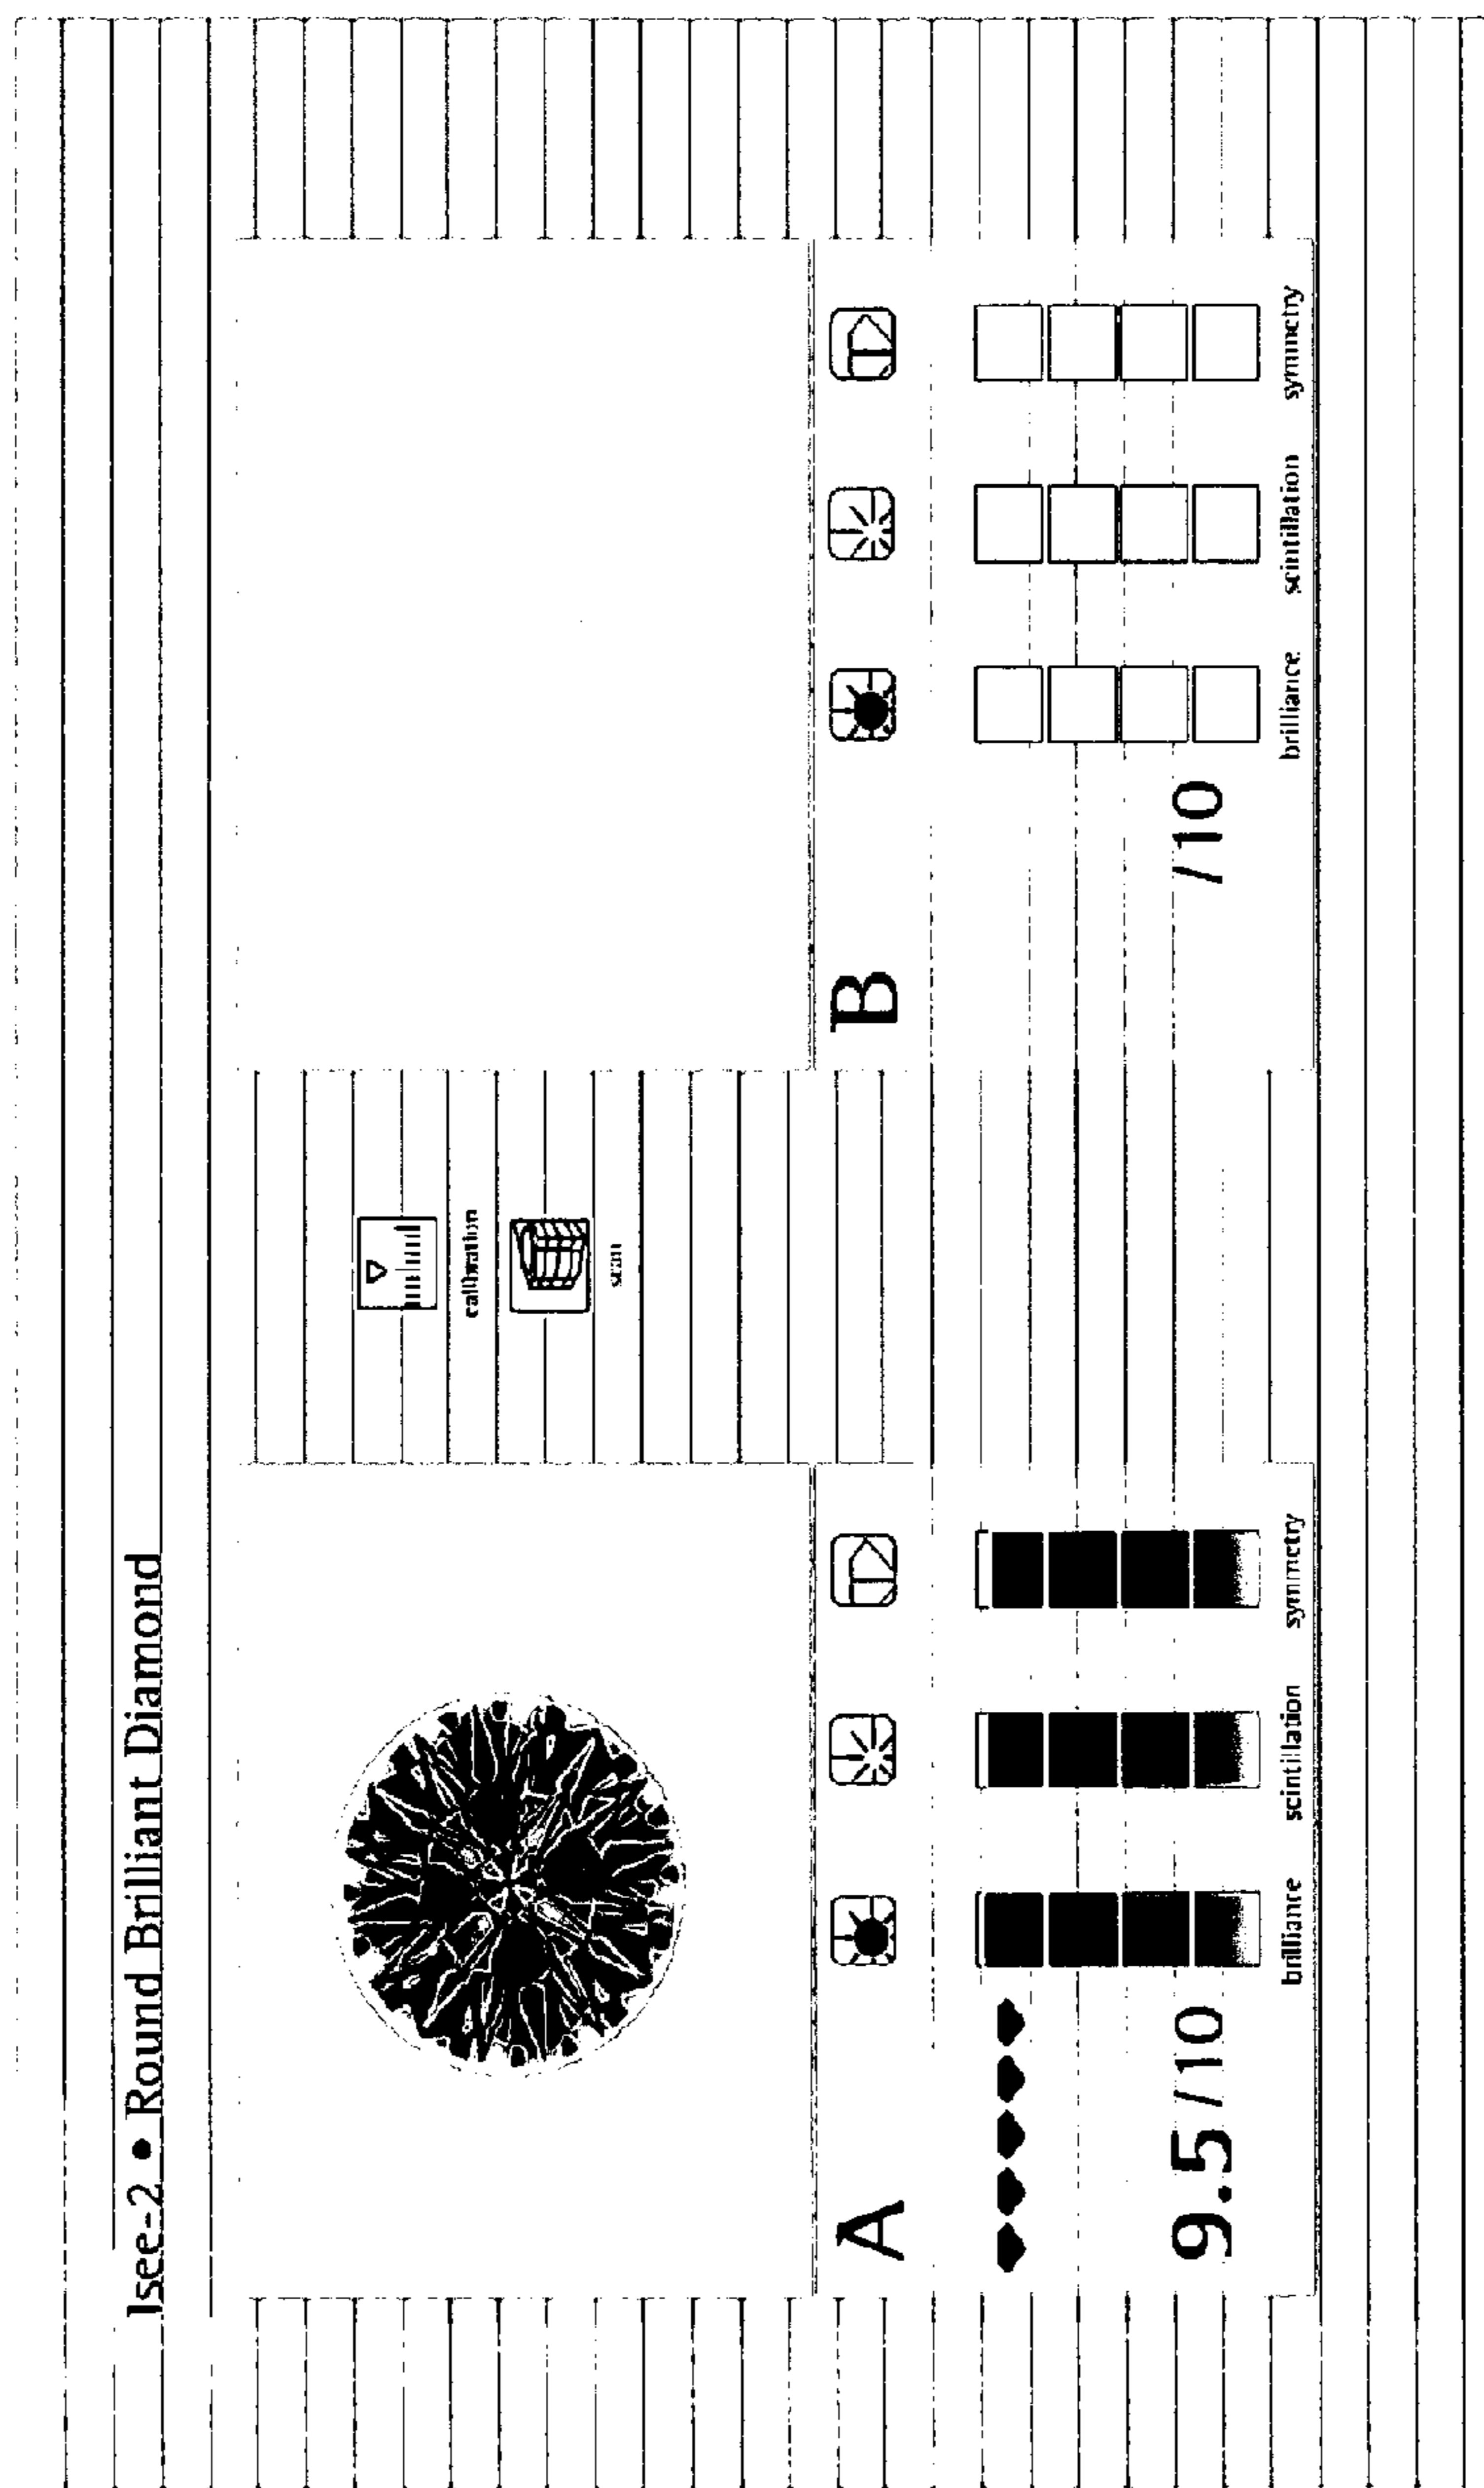 Isee-2 • Round Brilliant Diamond
calibration
scan
A
9.5 /10
brilliance
scintillation
symmetry
B
/10
brilliance
scintillation
symmetry